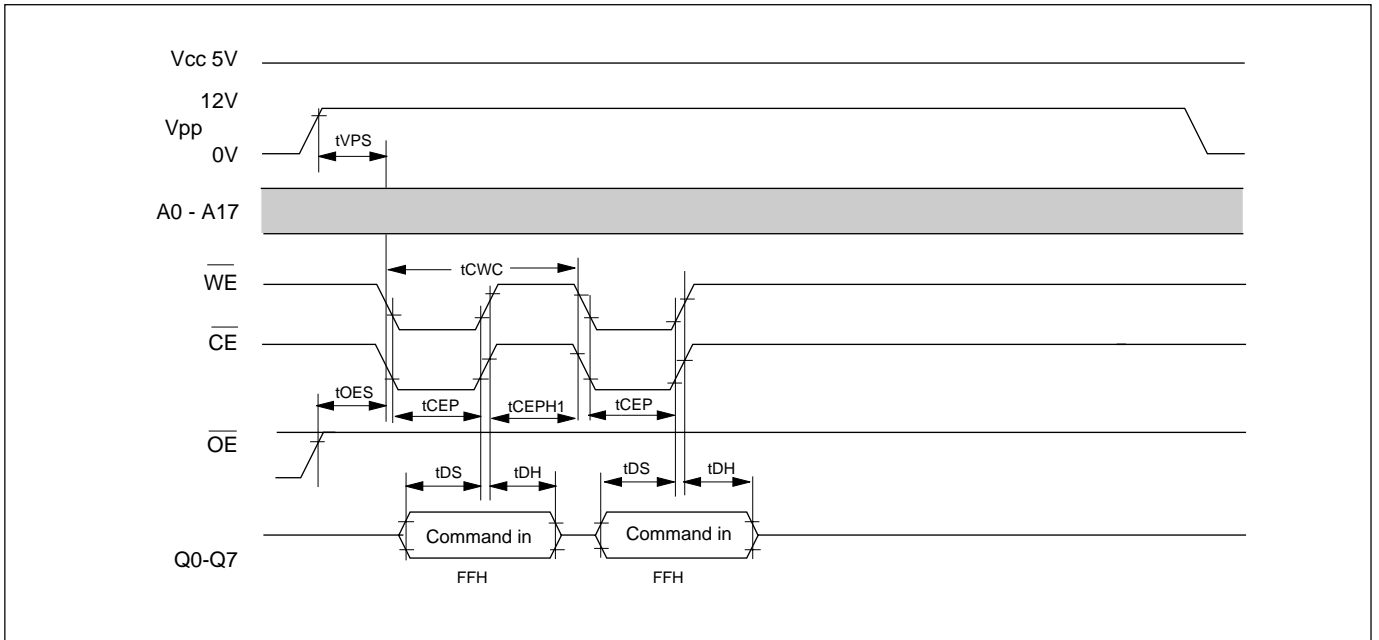 Vcc 5V
12V
Vpp
0V
tVPS
A0 - A17
tCWC
WE
CE
tOES
tCEP
tCEPH1
tCEP
OE
tDS
tDH
tDS
tDH
Command in
Command in
Q0-Q7
FFH
FFH